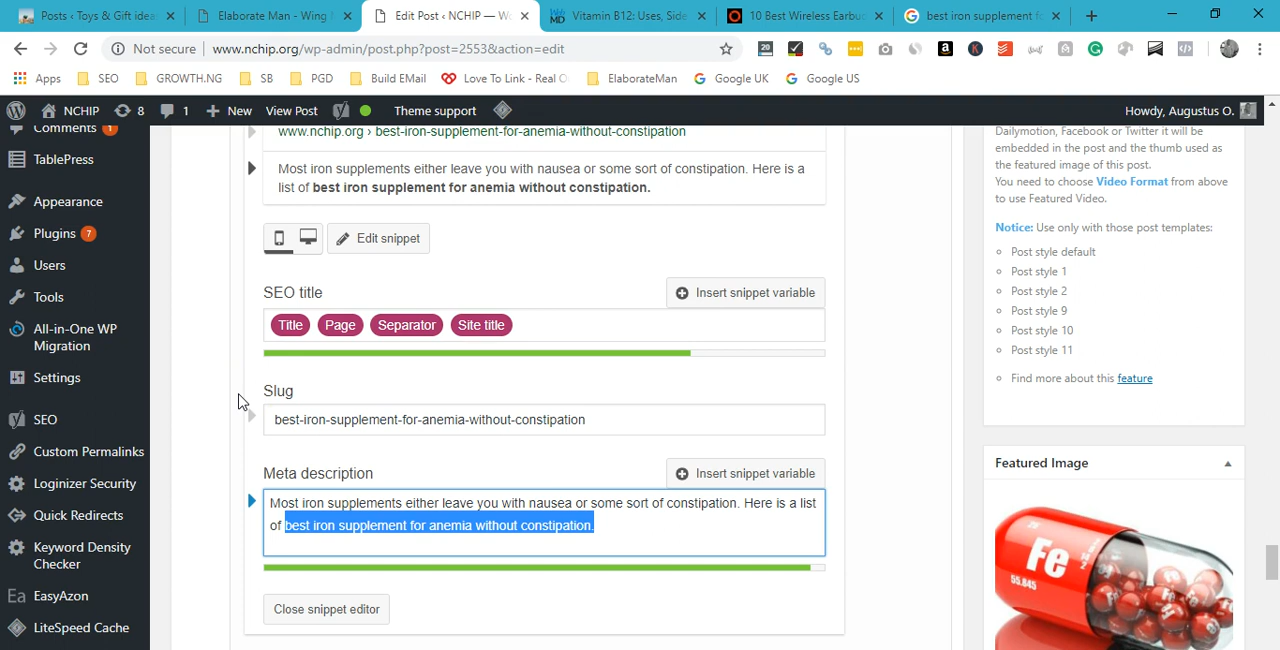 Posts ‹ Toys & Gift idea
Elaborate Man - Wing
Edit Post ‹ NCHIP — W
Vitamin B12: Uses, Side
10 Best Wireless Earbu
best iron supplement f
Not secure
www.nchip.org/wp-admin/post.php?post=2553&action=edit
Apps
SEO
GROWTH.NG
SB
PGD
Build EMail
Love To Link - Real O
ElaborateMan
Google UK
Google US
NCHIP
8
1
New
View Post
Theme support
Howdy, Augustus O.
Comments 1
TablePress
Appearance
Plugins 7
Users
Tools
All-in-One WP
Migration
Settings
SEO
Custom Permalinks
Loginizer Security
Quick Redirects
Keyword Density
Checker
EasyAzon
LiteSpeed Cache
www.nchip.org › best-iron-supplement-for-anemia-without-constipation
Most iron supplements either leave you with nausea or some sort of constipation. Here is a
list of best iron supplement for anemia without constipation.
Edit snippet
SEO title
Insert snippet variable
Title Page Separator Site title
Slug
best-iron-supplement-for-anemia-without-constipation
Meta description
Insert snippet variable
Most iron supplements either leave you with nausea or some sort of constipation. Here is a list
of best iron supplement for anemia without constipation.
Close snippet editor
Dailymotion, Facebook or Twitter it will be
embedded in the post and the thumb used as
the featured image of this post.
You need to choose Video Format from above
to use Featured Video.
Notice: Use only with those post templates:
Post style default
Post style 1
Post style 2
Post style 9
Post style 10
Post style 11
Find more about this feature
Featured Image
Fe
55.845